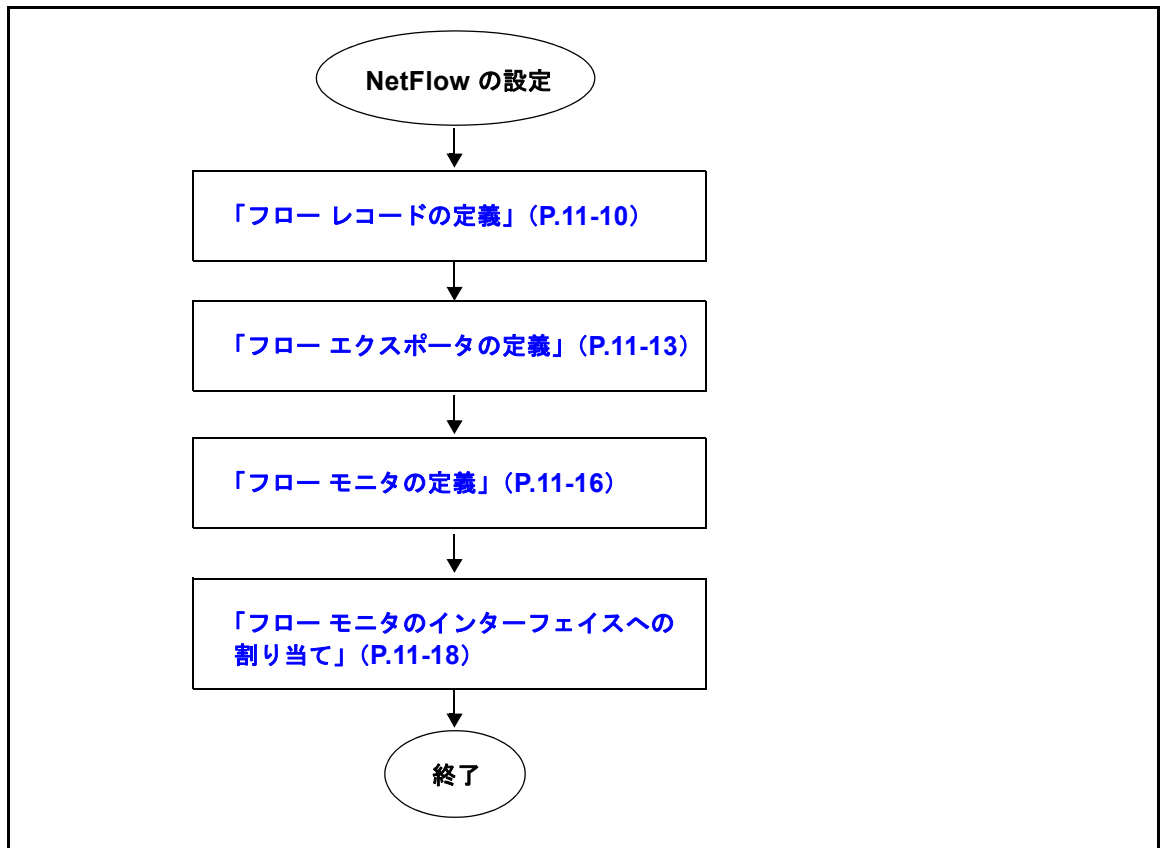 NetFlow の設定
「フロー レコードの定義」(P.11-10)
「フロー エクスポータの定義」(P.11-13)
「フロー モニタの定義」(P.11-16)
「フロー モニタのインターフェイスへの
割り当て」(P.11-18)
終了